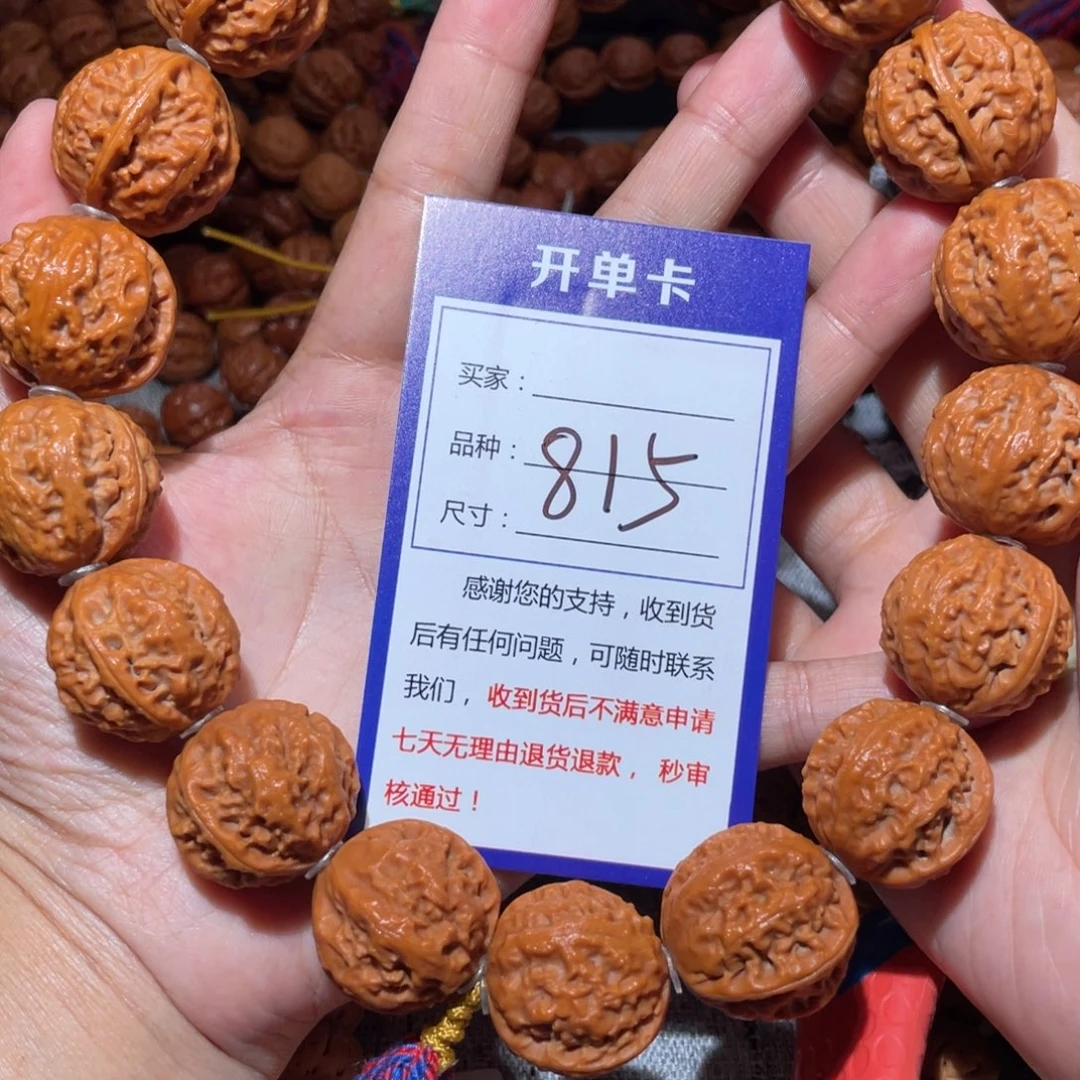 开单卡
买家：
品种：815
尺寸：
感谢您的支持，收到货
后有任何问题，可随时联系
我们，收到货后不满意申请
七天无理由退货退款，秒审
核通过！